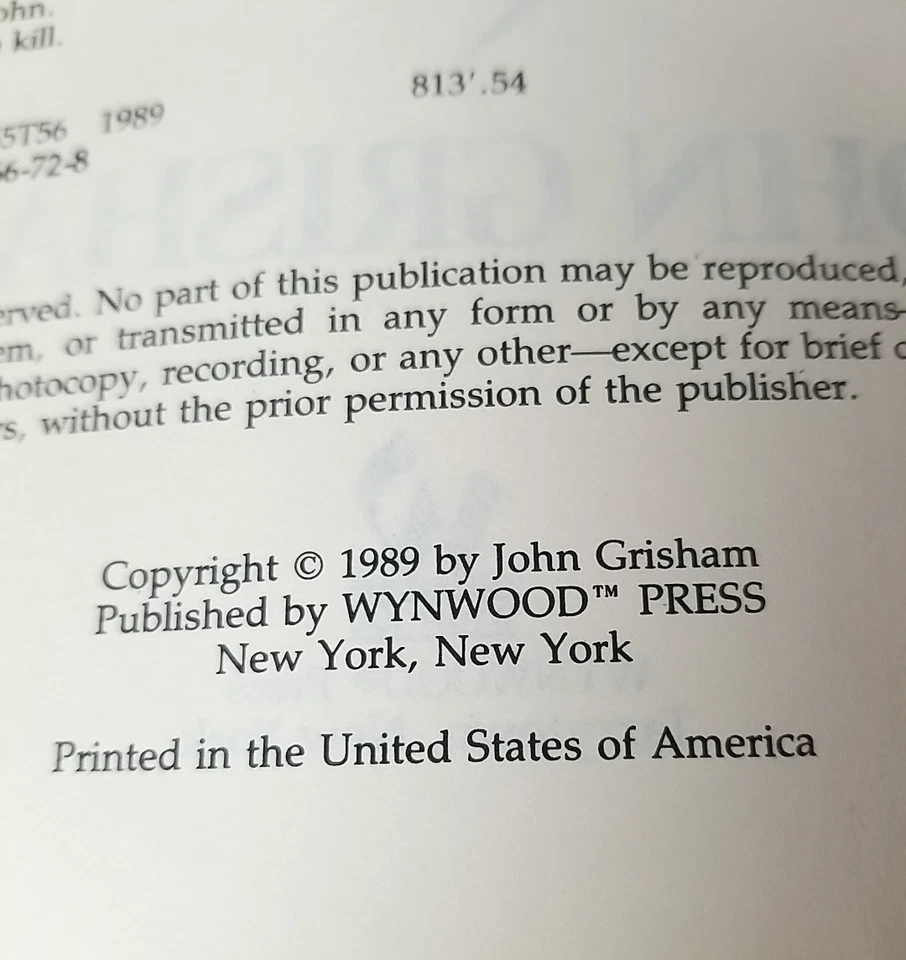 ohn.
kill.
813'.54
5T56 1989
6-72-8
erved. No part of this publication may be reproduced,
em, or transmitted in any form or by any means—
hotocopy, recording, or any other—except for brief
s, without the prior permission of the publisher.
Copyright © 1989 by John Grisham
Published by WYNWOOD™ PRESS
New York, New York
Printed in the United States of America